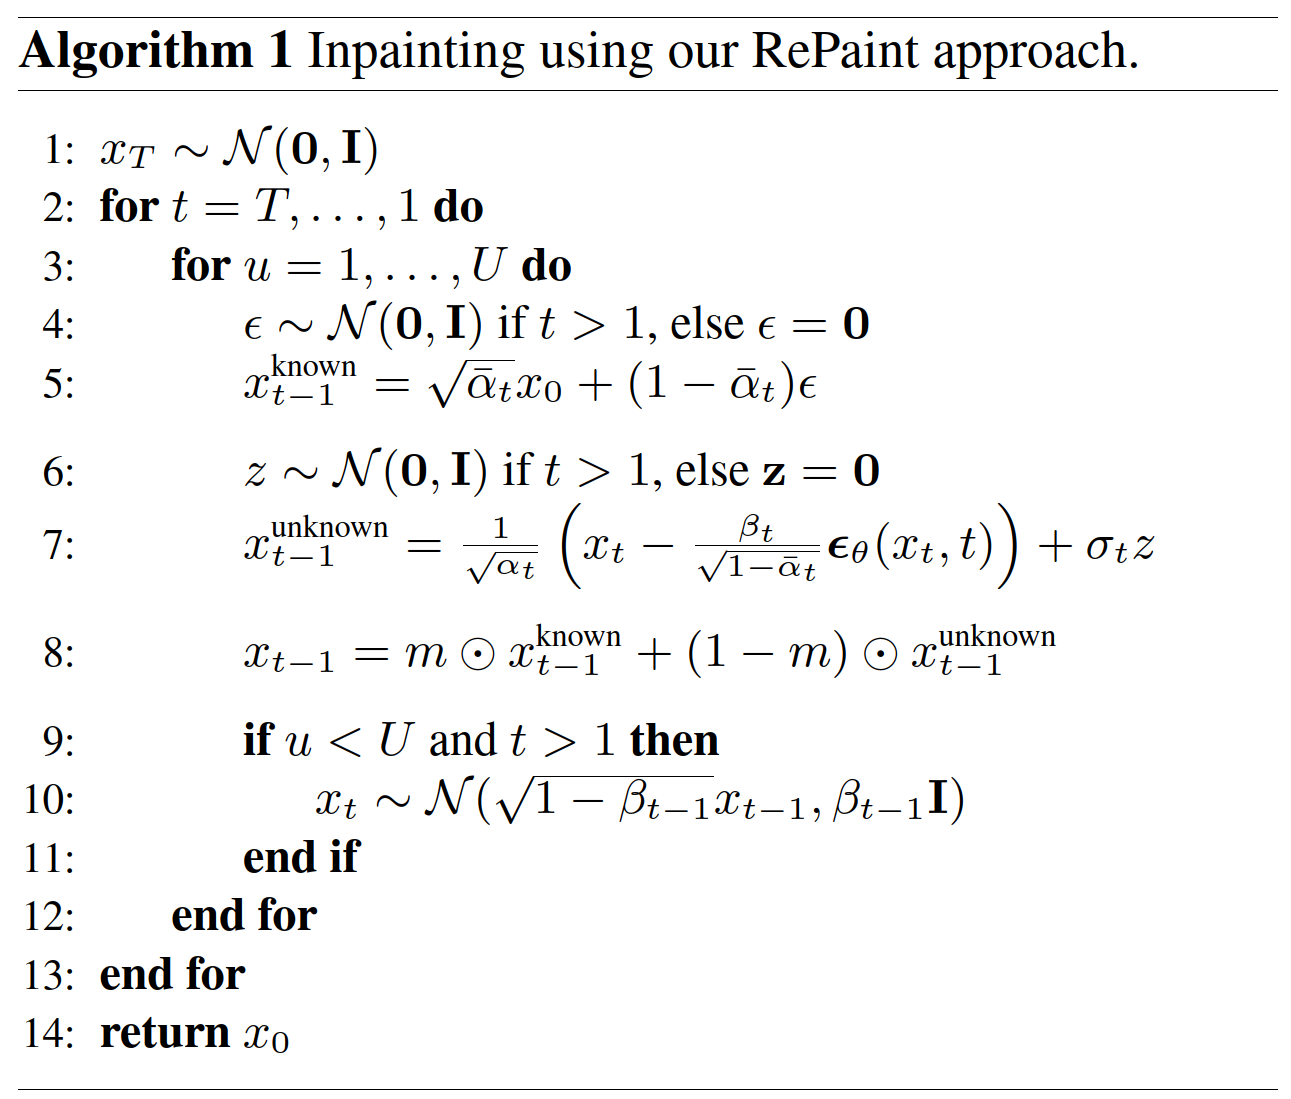 Algorithm 1 Inpainting using our RePaint approach.
1: $x_T \sim \mathcal{N}(\mathbf{0}, \mathbf{I})$
2: for $t = T, \ldots, 1$ do
3: for $u = 1, \ldots, U$ do
4: $\epsilon \sim \mathcal{N}(\mathbf{0}, \mathbf{I})$ if $t > 1$, else $\epsilon = \mathbf{0}$
5: $x_{t-1}^{\text{known}} = \sqrt{\bar{\alpha}_t} x_0 + (1 - \bar{\alpha}_t)\epsilon$
6: $z \sim \mathcal{N}(\mathbf{0}, \mathbf{I})$ if $t > 1$, else $\mathbf{z} = \mathbf{0}$
7: $x_{t-1}^{\text{unknown}} = \frac{1}{\sqrt{\alpha_t}} \left( x_t - \frac{\beta_t}{\sqrt{1-\bar{\alpha}_t}} \boldsymbol{\epsilon}_\theta(x_t, t) \right) + \sigma_t z$
8: $x_{t-1} = m \odot x_{t-1}^{\text{known}} + (1 - m) \odot x_{t-1}^{\text{unknown}}$
9: if $u < U$ and $t > 1$ then
10: $x_t \sim \mathcal{N}(\sqrt{1 - \beta_{t-1}} x_{t-1}, \beta_{t-1}\mathbf{I})$
11: end if
12: end for
13: end for
14: return $x_0$